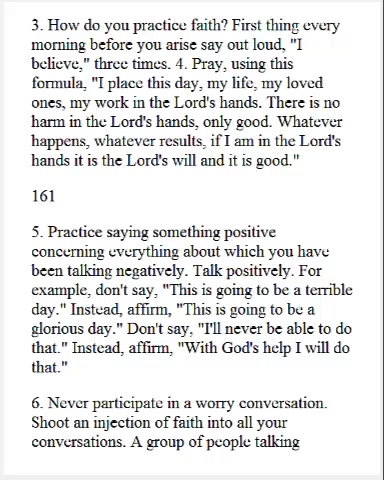 3. How do you practice faith? First thing every
morning before you arise say out loud, "I
believe," three times. 4. Pray, using this
formula, "I place this day, my life, my loved
ones, my work in the Lord's hands. There is no
harm in the Lord's hands, only good. Whatever
happens, whatever results, if I am in the Lord's
hands it is the Lord's will and it is good."
161
5. Practice saying something positive
concerning everything about which you have
been talking negatively. Talk positively. For
example, don't say, "This is going to be a terrible
day." Instead, affirm, "This is going to be a
glorious day." Don't say, "I'll never be able to do
that." Instead, affirm, "With God's help I will do
that."
6. Never participate in a worry conversation.
Shoot an injection of faith into all your
conversations. A group of people talking